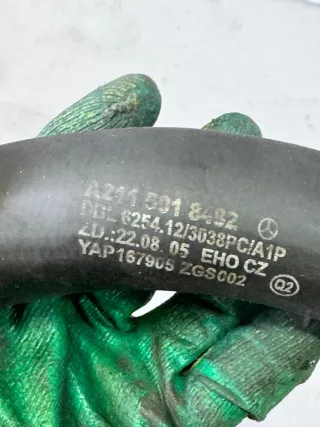 A211 501 8482
DBL 6254.12/3038PC/A1P
ZD.:22.08.05 EHO CZ
YAP167905 ZGS002
Q2